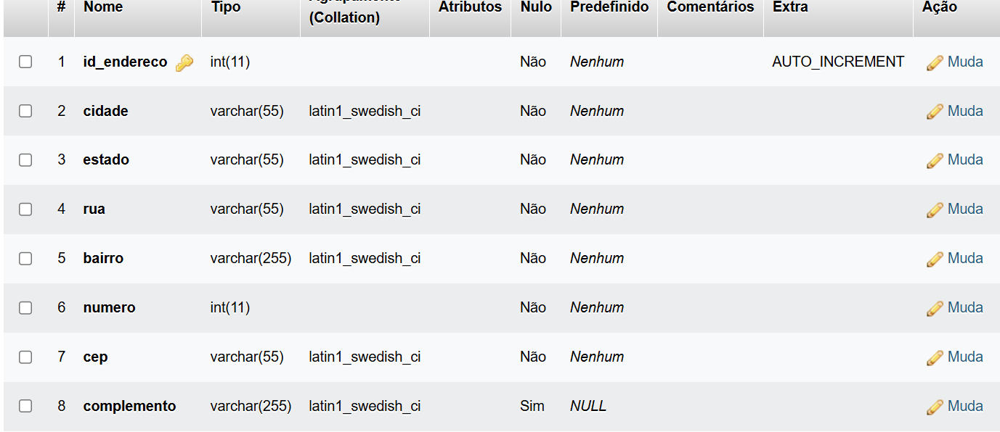 # Nome Tipo Atributos Nulo Predefinido Comentários Extra Ação
(Collation)
1 id_endereco int(11) Não Nenhum AUTO_INCREMENT Muda
2 cidade varchar(55) latin1_swedish_ci Não Nenhum Muda
3 estado varchar(55) latin1_swedish_ci Não Nenhum Muda
4 rua varchar(55) latin1_swedish_ci Não Nenhum Muda
5 bairro varchar(255) latin1_swedish_ci Não Nenhum Muda
6 numero int(11) Não Nenhum Muda
7 cep varchar(55) latin1_swedish_ci Não Nenhum Muda
8 complemento varchar(255) latin1_swedish_ci Sim NULL Muda